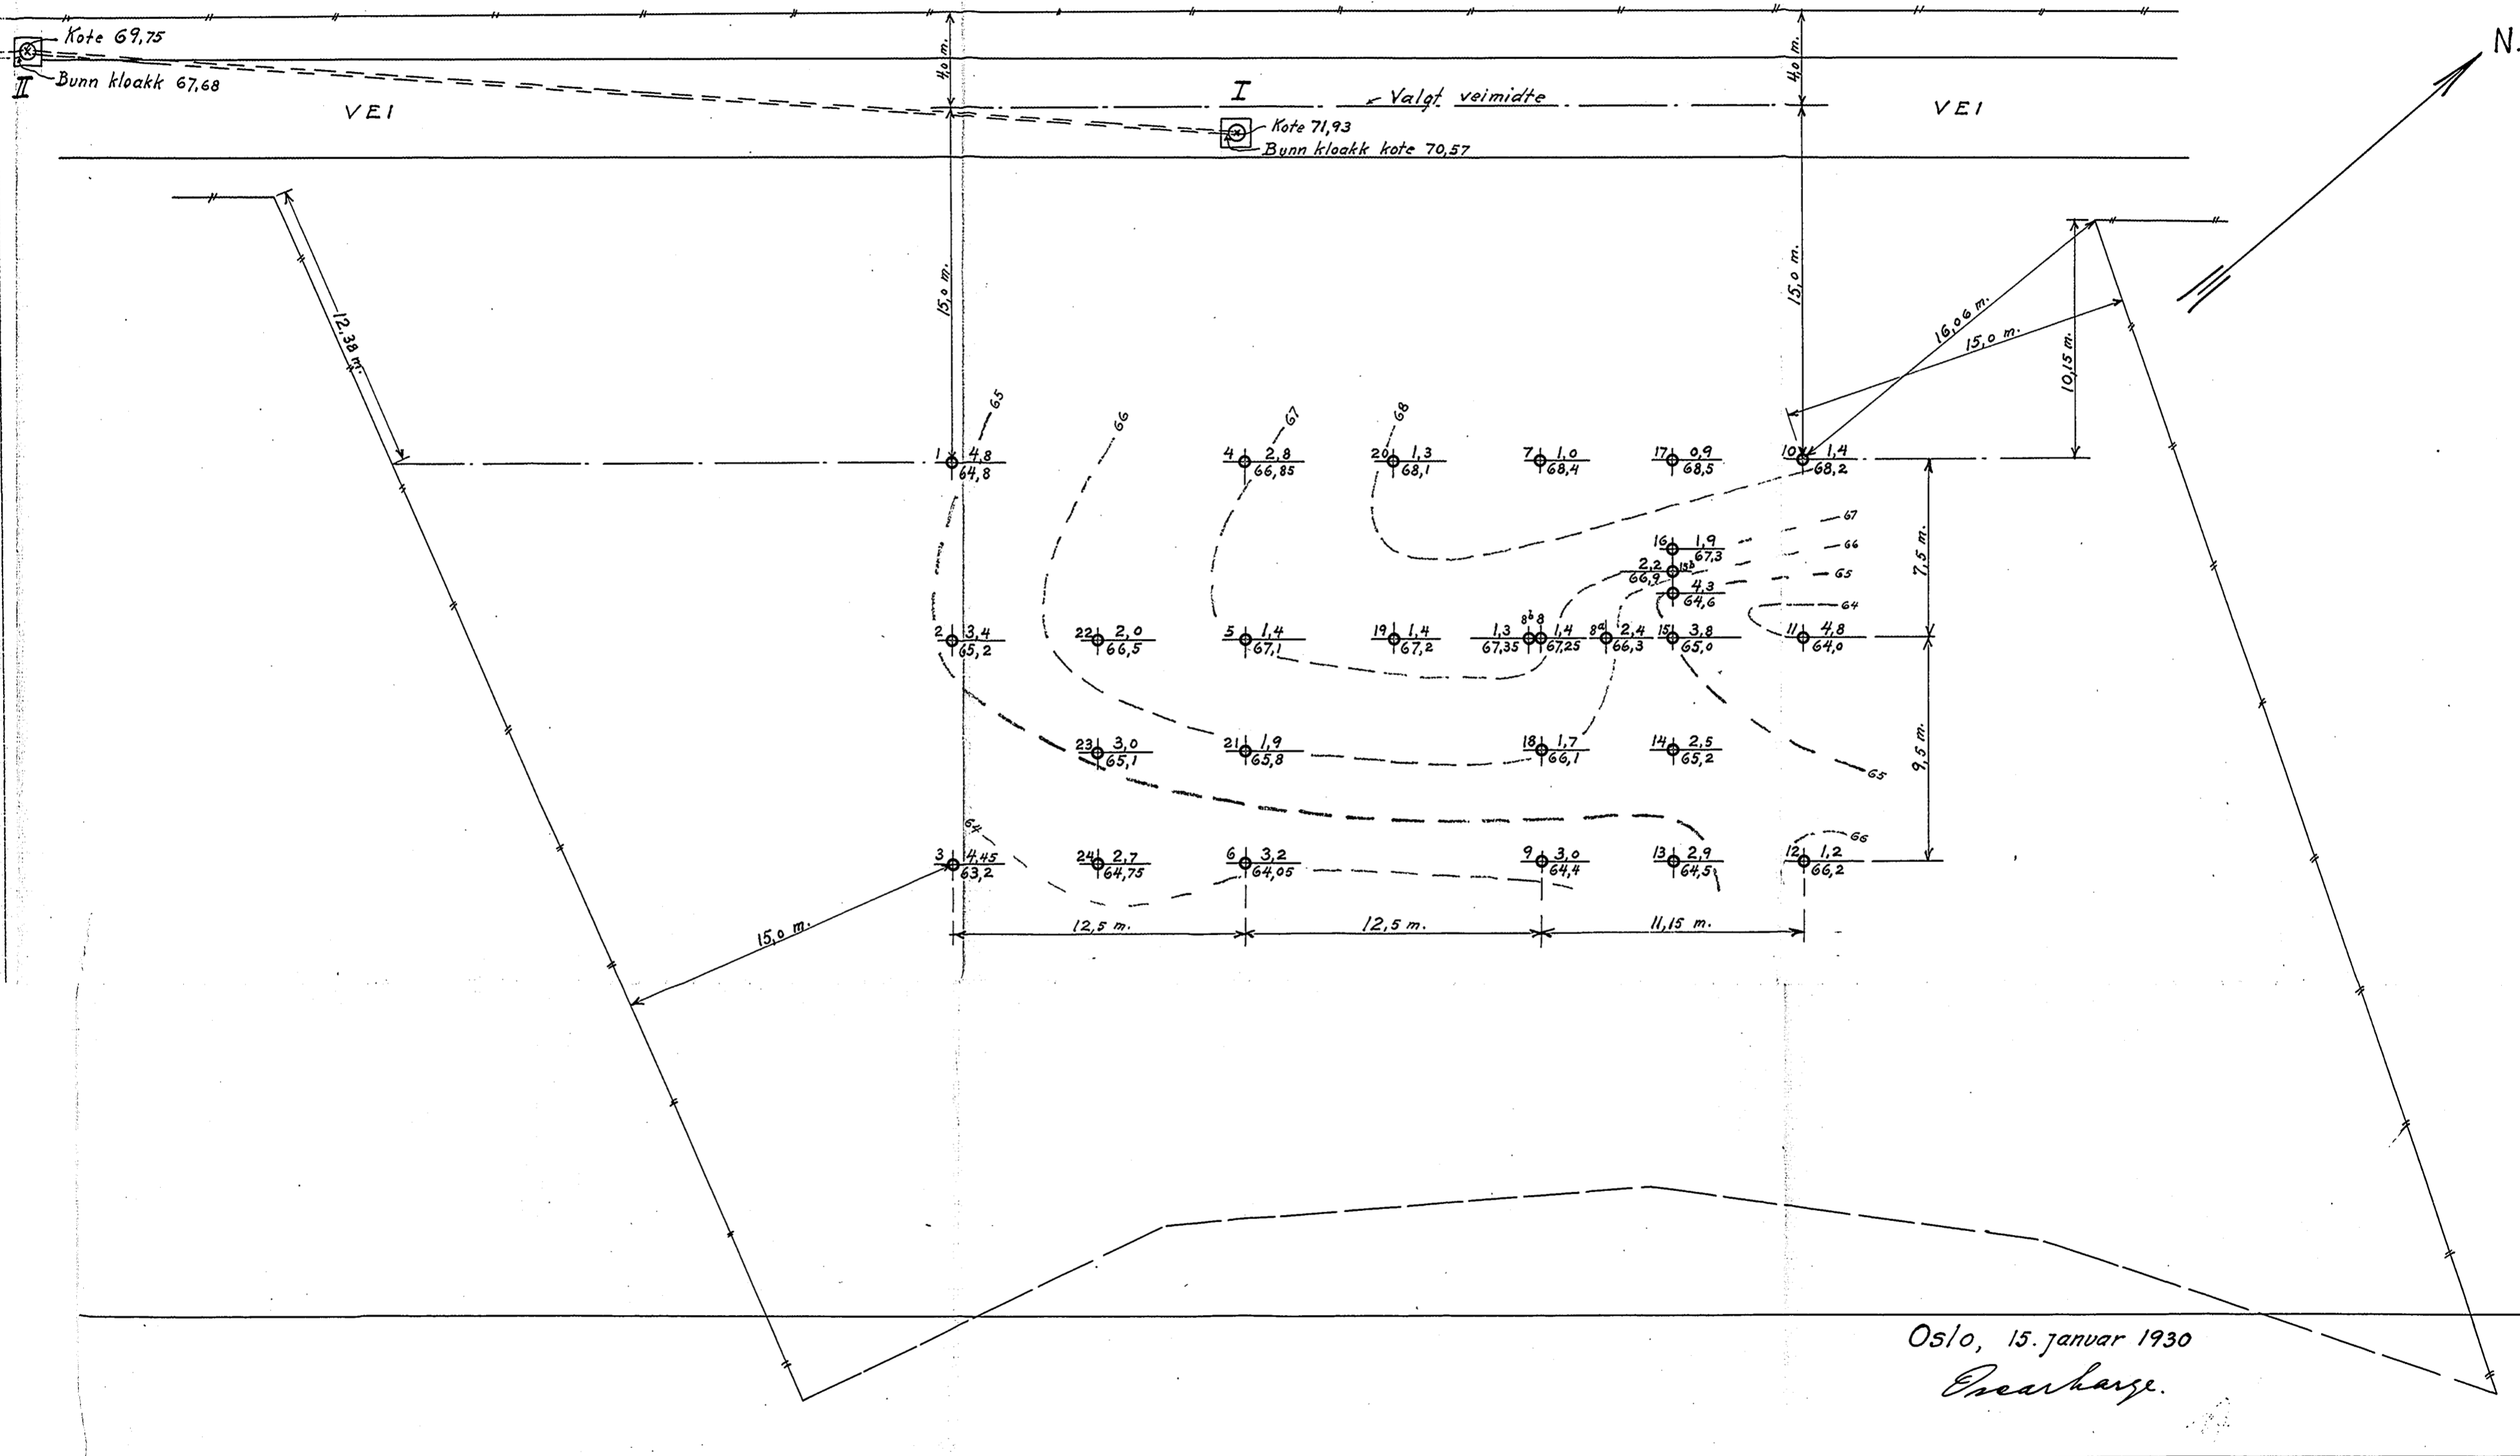 N.
Kote 69,75
II
Bunn kloakk 67,68
VEI
4,0 m.
I
Valgt veimidte
Kote 71,93
Bunn kloakk kote 70,57
4,0 m.
VEI
12,38 m.
15,0 m.
15,0 m.
16,06 m.
15,0 m.
10,15 m.
65
66
67
68
1 4,8
64,8
4 2,8
66,85
20 1,3
68,1
7 1,0
68,4
17 0,9
68,5
10 1,4
68,2
67
16 1,9
67,3
66
2,2 15b
66,9
65
4,3
64,6
64
7,5 m.
2 3,4
65,2
22 2,0
66,5
5 1,4
67,1
19 1,4
67,2
8b 8
1,3 1,4
67,35 67,25
8a 2,4
66,3
15 3,8
65,0
11 4,8
64,0
23 3,0
65,1
21 1,9
65,8
18 1,7
66,1
14 2,5
65,2
65
9,5 m.
64
66
3 4,45
63,2
24 2,7
64,75
6 3,2
64,05
9 3,0
64,4
13 2,9
64,5
12 1,2
66,2
15,0 m.
12,5 m.
12,5 m.
11,15 m.
Oslo, 15. januar 1930